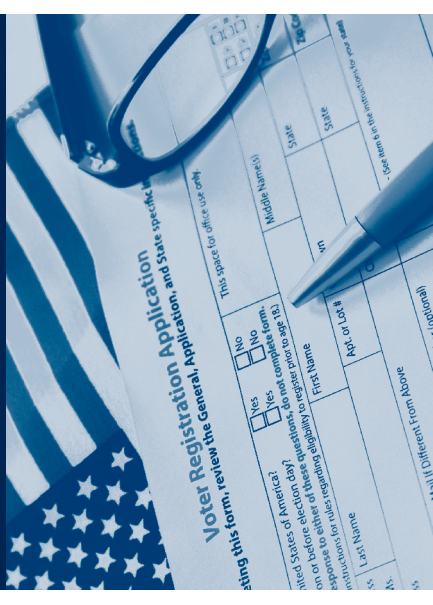 Voter Registration Application
eting this form, review the General, Application, and State specific in
tions.
This space for office use only.
nited States of America?
Yes
No
on or before election day?
Yes
No
esponse to either of these questions, do not complete form.
nstructions for rules regarding eligibility to register prior to age 18.)
Last Name
First Name
Middle Name(s)
Apt. or Lot #
State
State
Zip Co
Mail If Different From Above
(optional)
- See item 6 in the instructions for your state)